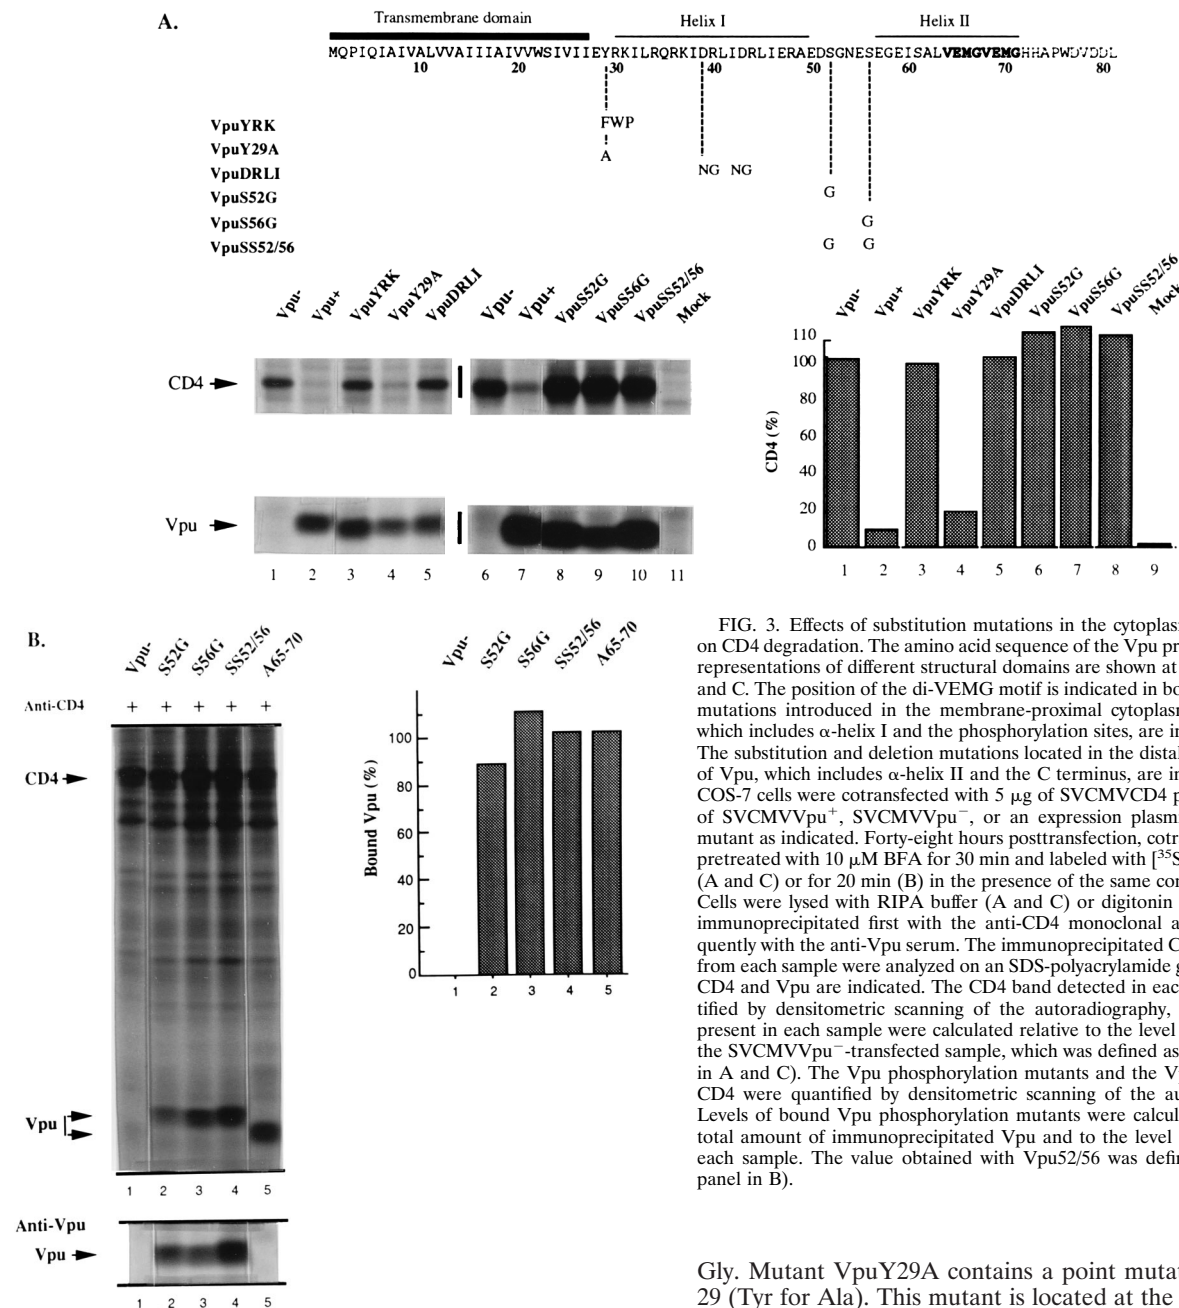 A.
Transmembrane domain Helix I Helix II
MQPIQIAIVALVVAIIIAIVVWSIVIIEYRKILRQRKIDRLIDRLIERAEDSGNESEGEISALVEMGVEMGHHAPWDVDDL
10 20 30 40 50 60 70 80
VpuYRK FWP
VpuY29A A
VpuDRLI NG NG
VpuS52G G
VpuS56G G
VpuSS52/56 G G
Vpu- Vpu+ VpuYRK VpuY29A VpuDRLI Vpu- Vpu+ VpuS52G VpuS56G VpuSS52/56 Mock
CD4
Vpu
1 2 3 4 5 6 7 8 9 10 11
Vpu- Vpu+ VpuYRK VpuY29A VpuDRLI VpuS52G VpuS56G VpuSS52/56 Mock
CD4 (%)
110
100
80
60
40
20
0
1 2 3 4 5 6 7 8 9
B.
Vpu- S52G S56G SS52/56 A65-70
Anti-CD4 + + + + +
CD4
Vpu
1 2 3 4 5
Anti-Vpu
Vpu
1 2 3 4 5
Vpu- S52G S56G SS52/56 A65-70
Bound Vpu (%)
100
80
60
40
20
0
1 2 3 4 5
FIG. 3. Effects of substitution mutations in the cytoplas
on CD4 degradation. The amino acid sequence of the Vpu pr
representations of different structural domains are shown at
and C. The position of the di-VEMG motif is indicated in bo
mutations introduced in the membrane-proximal cytoplasm
which includes α-helix I and the phosphorylation sites, are in
The substitution and deletion mutations located in the distal
of Vpu, which includes α-helix II and the C terminus, are in
COS-7 cells were cotransfected with 5 μg of SVCMVCD4 p
of SVCMVVpu⁺, SVCMVVpu⁻, or an expression plasmi
mutant as indicated. Forty-eight hours posttransfection, cotr
pretreated with 10 μM BFA for 30 min and labeled with [³⁵S
(A and C) or for 20 min (B) in the presence of the same con
Cells were lysed with RIPA buffer (A and C) or digitonin
immunoprecipitated first with the anti-CD4 monoclonal a
quently with the anti-Vpu serum. The immunoprecipitated C
from each sample were analyzed on an SDS-polyacrylamide g
CD4 and Vpu are indicated. The CD4 band detected in eac
tified by densitometric scanning of the autoradiography,
present in each sample were calculated relative to the level
the SVCMVVpu⁻-transfected sample, which was defined as
in A and C). The Vpu phosphorylation mutants and the Vp
CD4 were quantified by densitometric scanning of the au
Levels of bound Vpu phosphorylation mutants were calcul
total amount of immunoprecipitated Vpu and to the level
each sample. The value obtained with Vpu52/56 was defin
panel in B).
Gly. Mutant VpuY29A contains a point mutat
29 (Tyr for Ala). This mutant is located at the